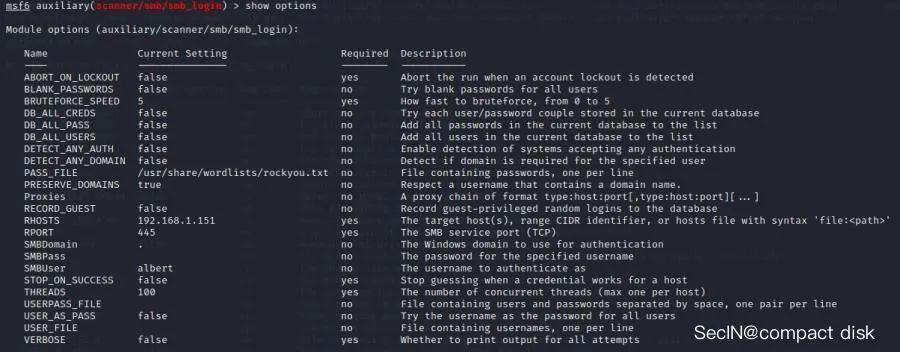 msf6 auxiliary(scanner/smb/smb_login) > show options
Module options (auxiliary/scanner/smb/smb_login):
Name Current Setting Required Description
ABORT_ON_LOCKOUT false yes Abort the run when an account lockout is detected
BLANK_PASSWORDS false no Try blank passwords for all users
BRUTEFORCE_SPEED 5 yes How fast to bruteforce, from 0 to 5
DB_ALL_CREDS false no Try each user/password couple stored in the current database
DB_ALL_PASS false no Add all passwords in the current database to the list
DB_ALL_USERS false no Add all users in the current database to the list
DETECT_ANY_AUTH false no Enable detection of systems accepting any authentication
DETECT_ANY_DOMAIN false no Detect if domain is required for the specified user
PASS_FILE /usr/share/wordlists/rockyou.txt no File containing passwords, one per line
PRESERVE_DOMAINS true no Respect a username that contains a domain name.
Proxies no A proxy chain of format type:host:port[,type:host:port][...]
RECORD_GUEST false no Record guest-privileged random logins to the database
RHOSTS 192.168.1.151 yes The target host(s), range CIDR identifier, or hosts file with syntax 'file:<path>'
RPORT 445 yes The SMB service port (TCP)
SMBDomain . no The Windows domain to use for authentication
SMBPass no The password for the specified username
SMBUser albert no The username to authenticate as
STOP_ON_SUCCESS false yes Stop guessing when a credential works for a host
THREADS 100 yes The number of concurrent threads (max one per host)
USERPASS_FILE no File containing users and passwords separated by space, one pair per line
USER_AS_PASS false no Try the username as the password for all users
USER_FILE no File containing usernames, one per line
VERBOSE false yes Whether to print output for all attempts
SecIN@compact disk